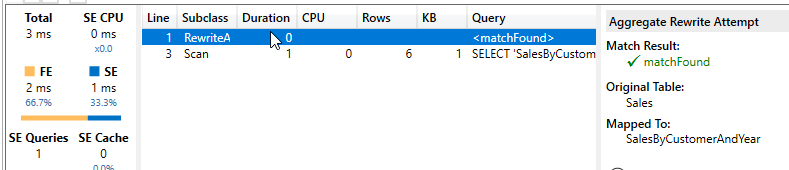 Total SE CPU
3 ms 0 ms
x0.0
FE SE
2 ms 1 ms
66.7% 33.3%
SE Queries SE Cache
1 0
0.0%
Line Subclass Duration CPU Rows KB Query
1 RewriteA 0 <matchFound>
3 Scan 1 0 6 1 SELECT 'SalesByCustom
Aggregate Rewrite Attempt
Match Result:
✓ matchFound
Original Table:
Sales
Mapped To:
SalesByCustomerAndYear